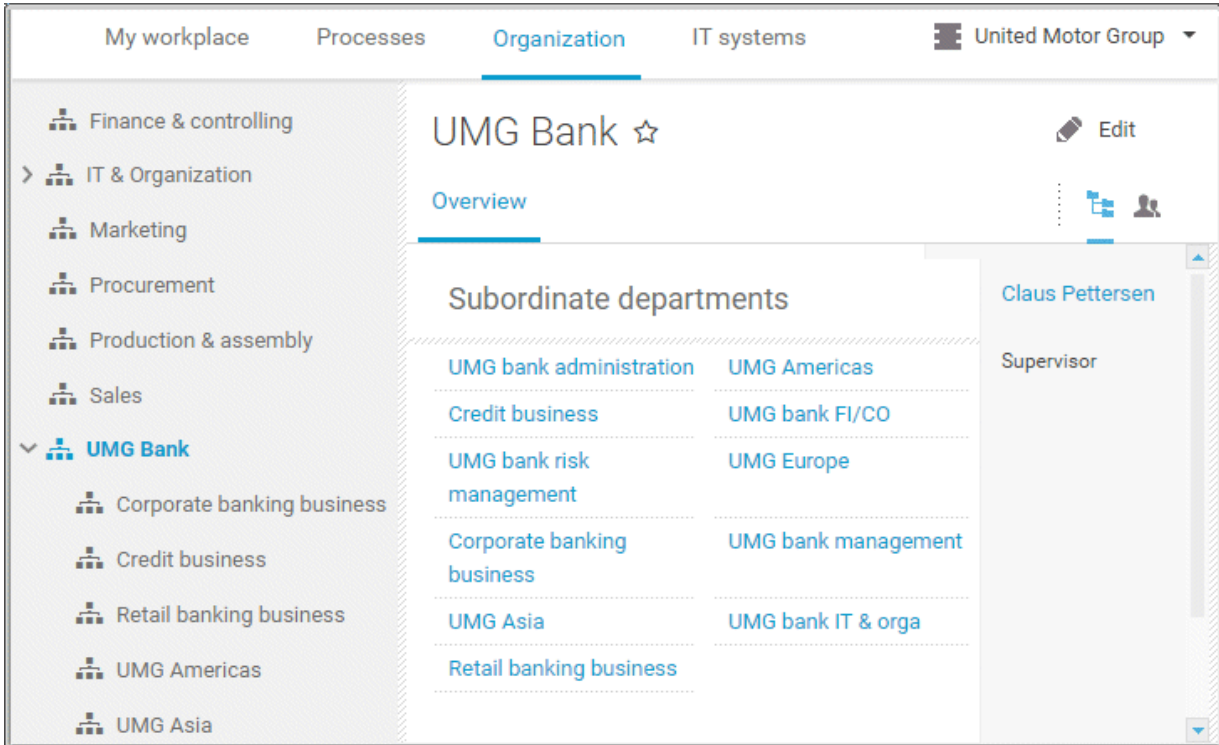 My workplace Processes Organization IT systems United Motor Group
Finance & controlling
IT & Organization
Marketing
Procurement
Production & assembly
Sales
UMG Bank
Corporate banking business
Credit business
Retail banking business
UMG Americas
UMG Asia
UMG Bank
Edit
Overview
Subordinate departments
UMG bank administration UMG Americas
Credit business UMG bank FI/CO
UMG bank risk
management
UMG Europe
Corporate banking
business
UMG bank management
UMG Asia UMG bank IT & orga
Retail banking business
Claus Pettersen
Supervisor